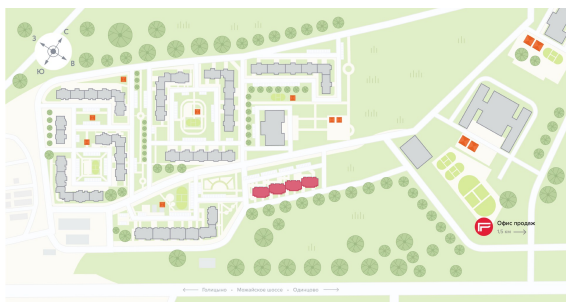 С
З
В
Ю
Офис продаж
1,5 км
Голицыно - Можайское шоссе - Одинцово